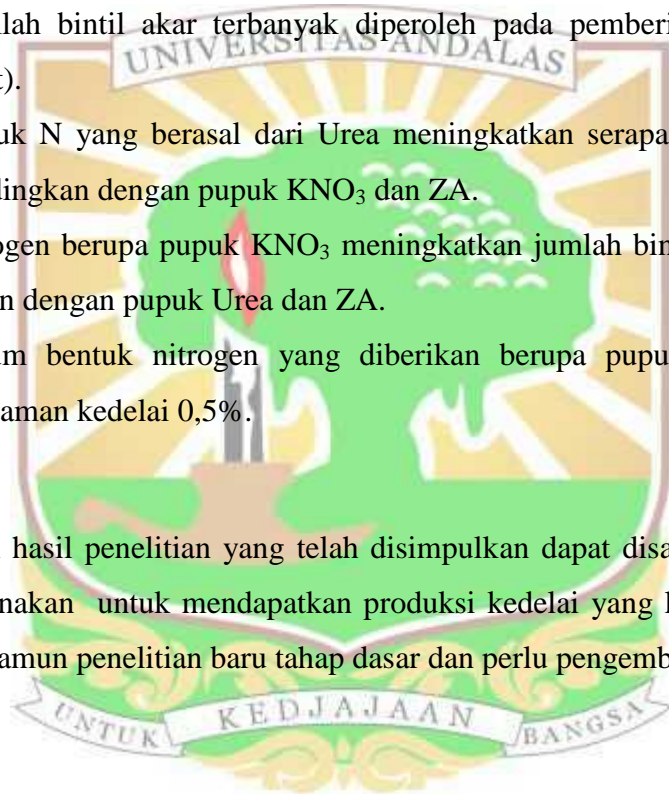 lah bintil akar terbanyak diperoleh pada pemberi
UNIVERSITAS ANDALAS
t).
uk N yang berasal dari Urea meningkatkan serapa
dingkan dengan pupuk KNO₃ dan ZA.
ogen berupa pupuk KNO₃ meningkatkan jumlah bin
n dengan pupuk Urea dan ZA.
um bentuk nitrogen yang diberikan berupa pupu
aman kedelai 0,5%.
hasil penelitian yang telah disimpulkan dapat disa
nakan untuk mendapatkan produksi kedelai yang
amun penelitian baru tahap dasar dan perlu pengemb
UNTUK KEDJAJAAN BANGSA